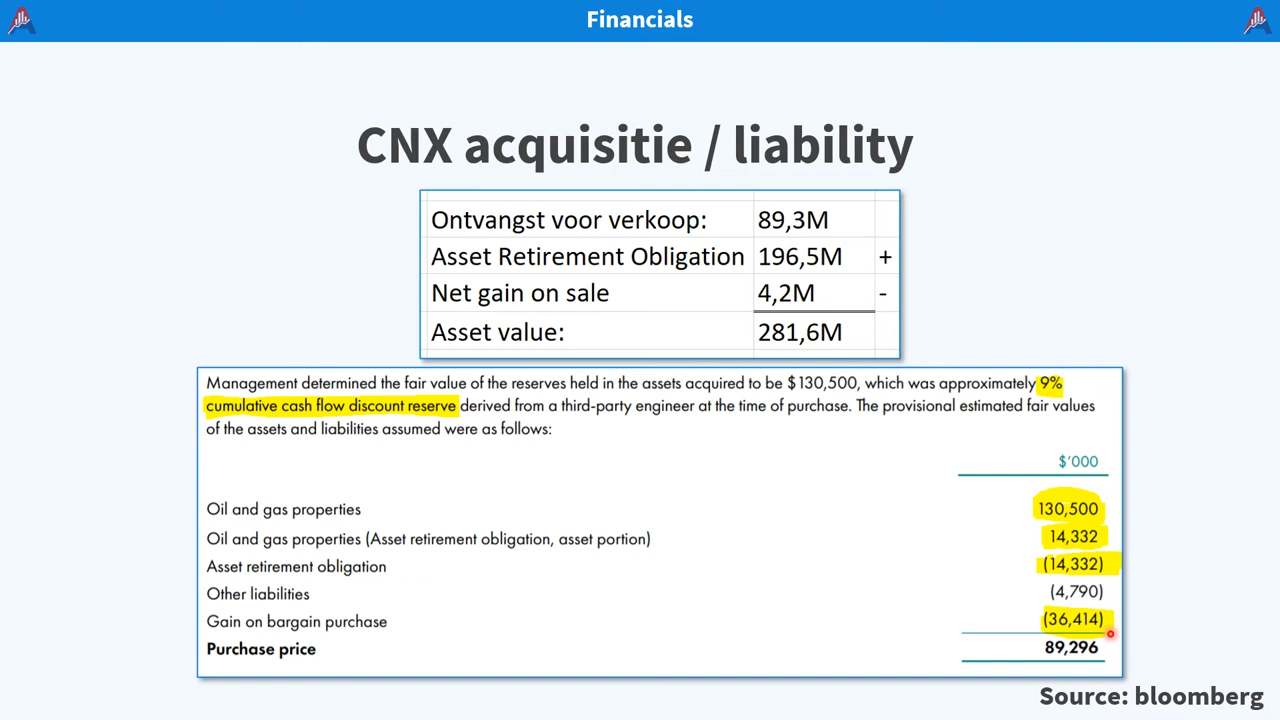 Financials
CNX acquisitie / liability
Ontvangst voor verkoop: 89,3M
Asset Retirement Obligation 196,5M +
Net gain on sale 4,2M -
Asset value: 281,6M
Management determined the fair value of the reserves held in the assets acquired to be $130,500, which was approximately 9%
cumulative cash flow discount reserve derived from a third-party engineer at the time of purchase. The provisional estimated fair values
of the assets and liabilities assumed were as follows:
$'000
Oil and gas properties 130,500
Oil and gas properties (Asset retirement obligation, asset portion) 14,332
Asset retirement obligation (14,332)
Other liabilities (4,790)
Gain on bargain purchase (36,414)
Purchase price 89,296
Source: bloomberg